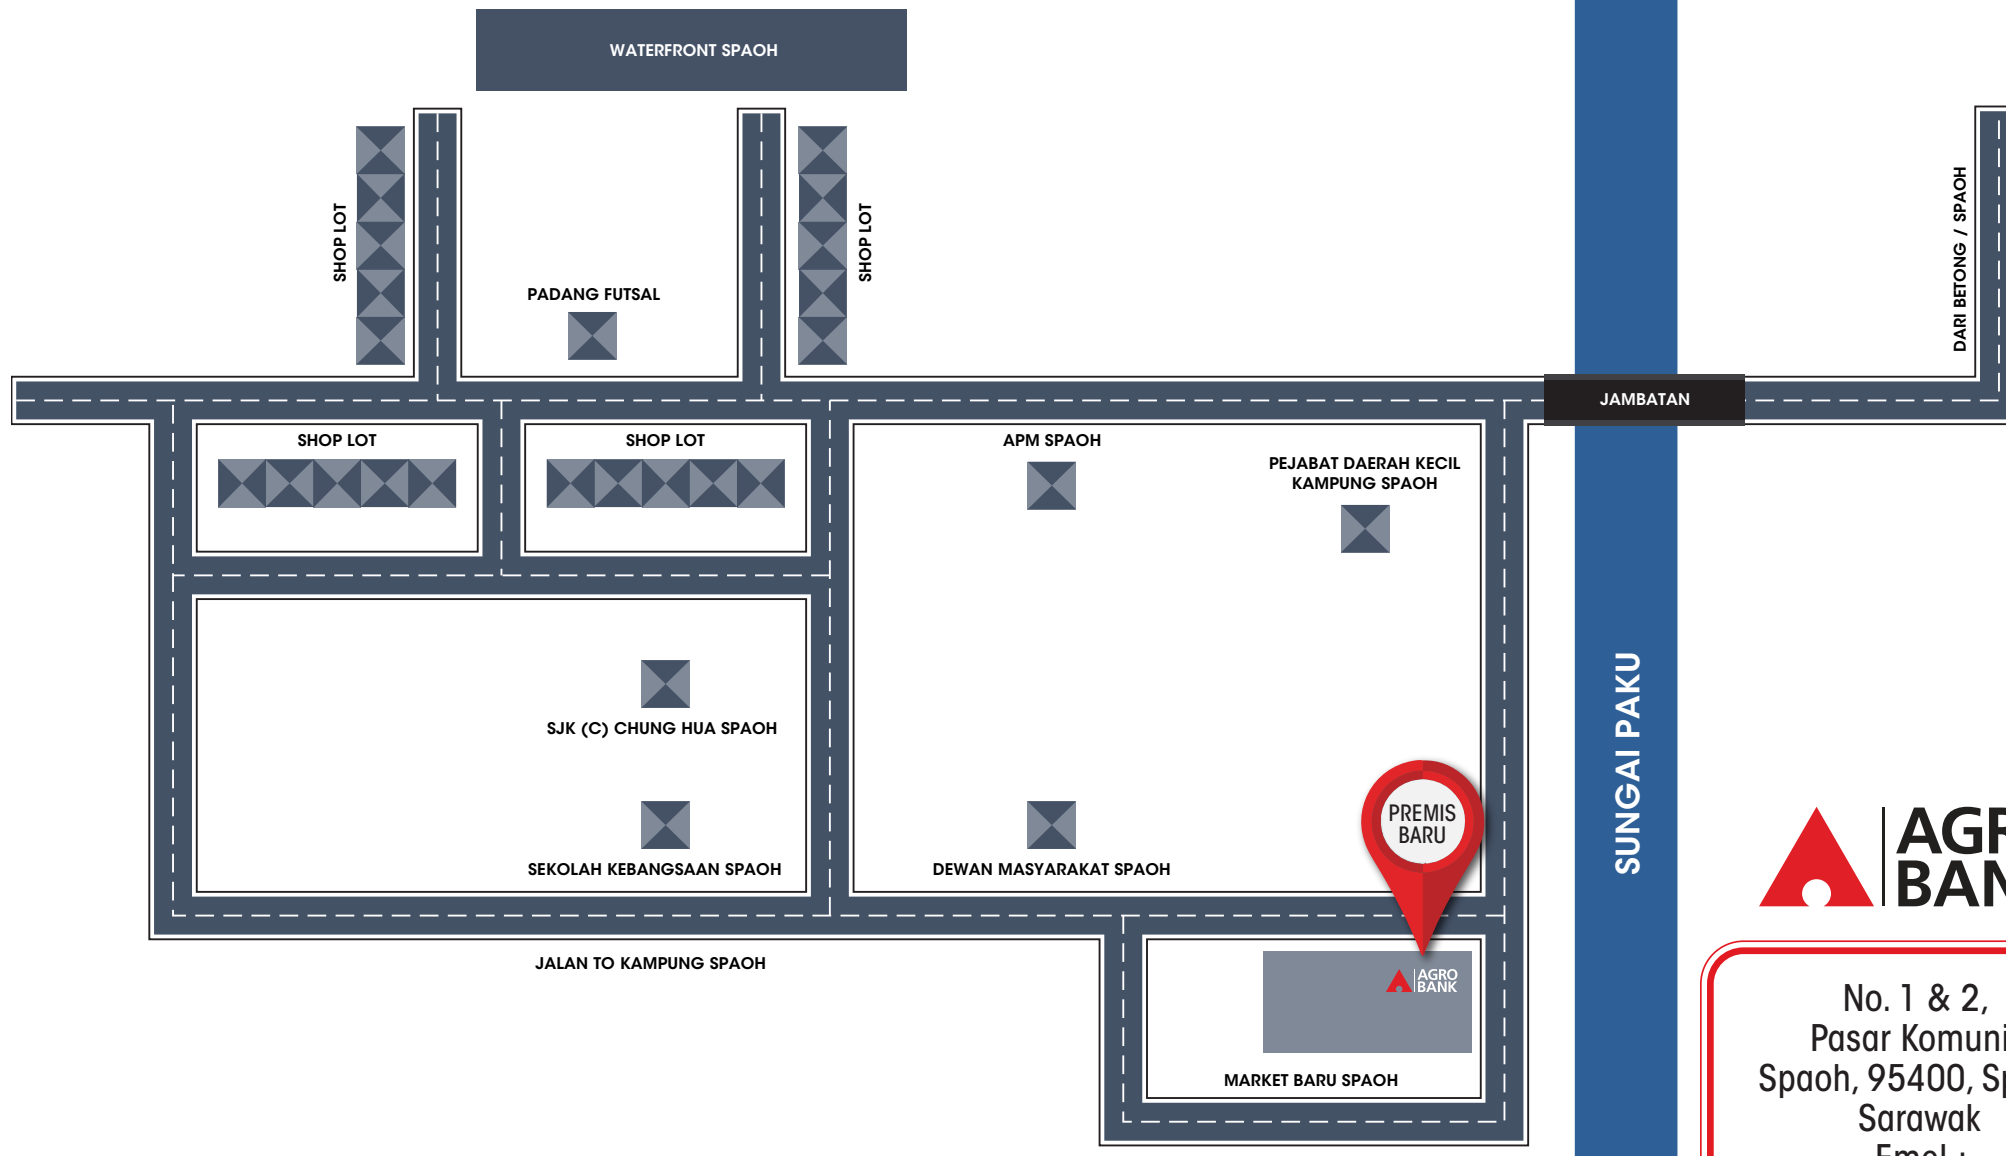 WATERFRONT SPAOH
SHOP LOT
SHOP LOT
PADANG FUTSAL
DARI BETONG / SPAOH
JAMBATAN
SHOP LOT
SHOP LOT
APM SPAOH
PEJABAT DAERAH KECIL
KAMPUNG SPAOH
SUNGAI PAKU
SJK (C) CHUNG HUA SPAOH
PREMIS
BARU
SEKOLAH KEBANGSAAN SPAOH
DEWAN MASYARAKAT SPAOH
JALAN TO KAMPUNG SPAOH
AGRO
BANK
MARKET BARU SPAOH
No. 1 & 2,
Pasar
Spaoh, 95400,
Sarawak